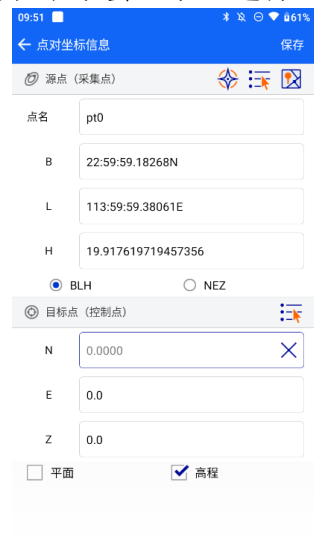 09:51 61%
点对坐标信息 保存
源点（采集点）
点名 pt0
B 22:59:59.18268N
L 113:59:59.38061E
H 19.917619719457356
BLH NEZ
目标点（控制点）
N 0.0000
E 0.0
Z 0.0
平面 高程